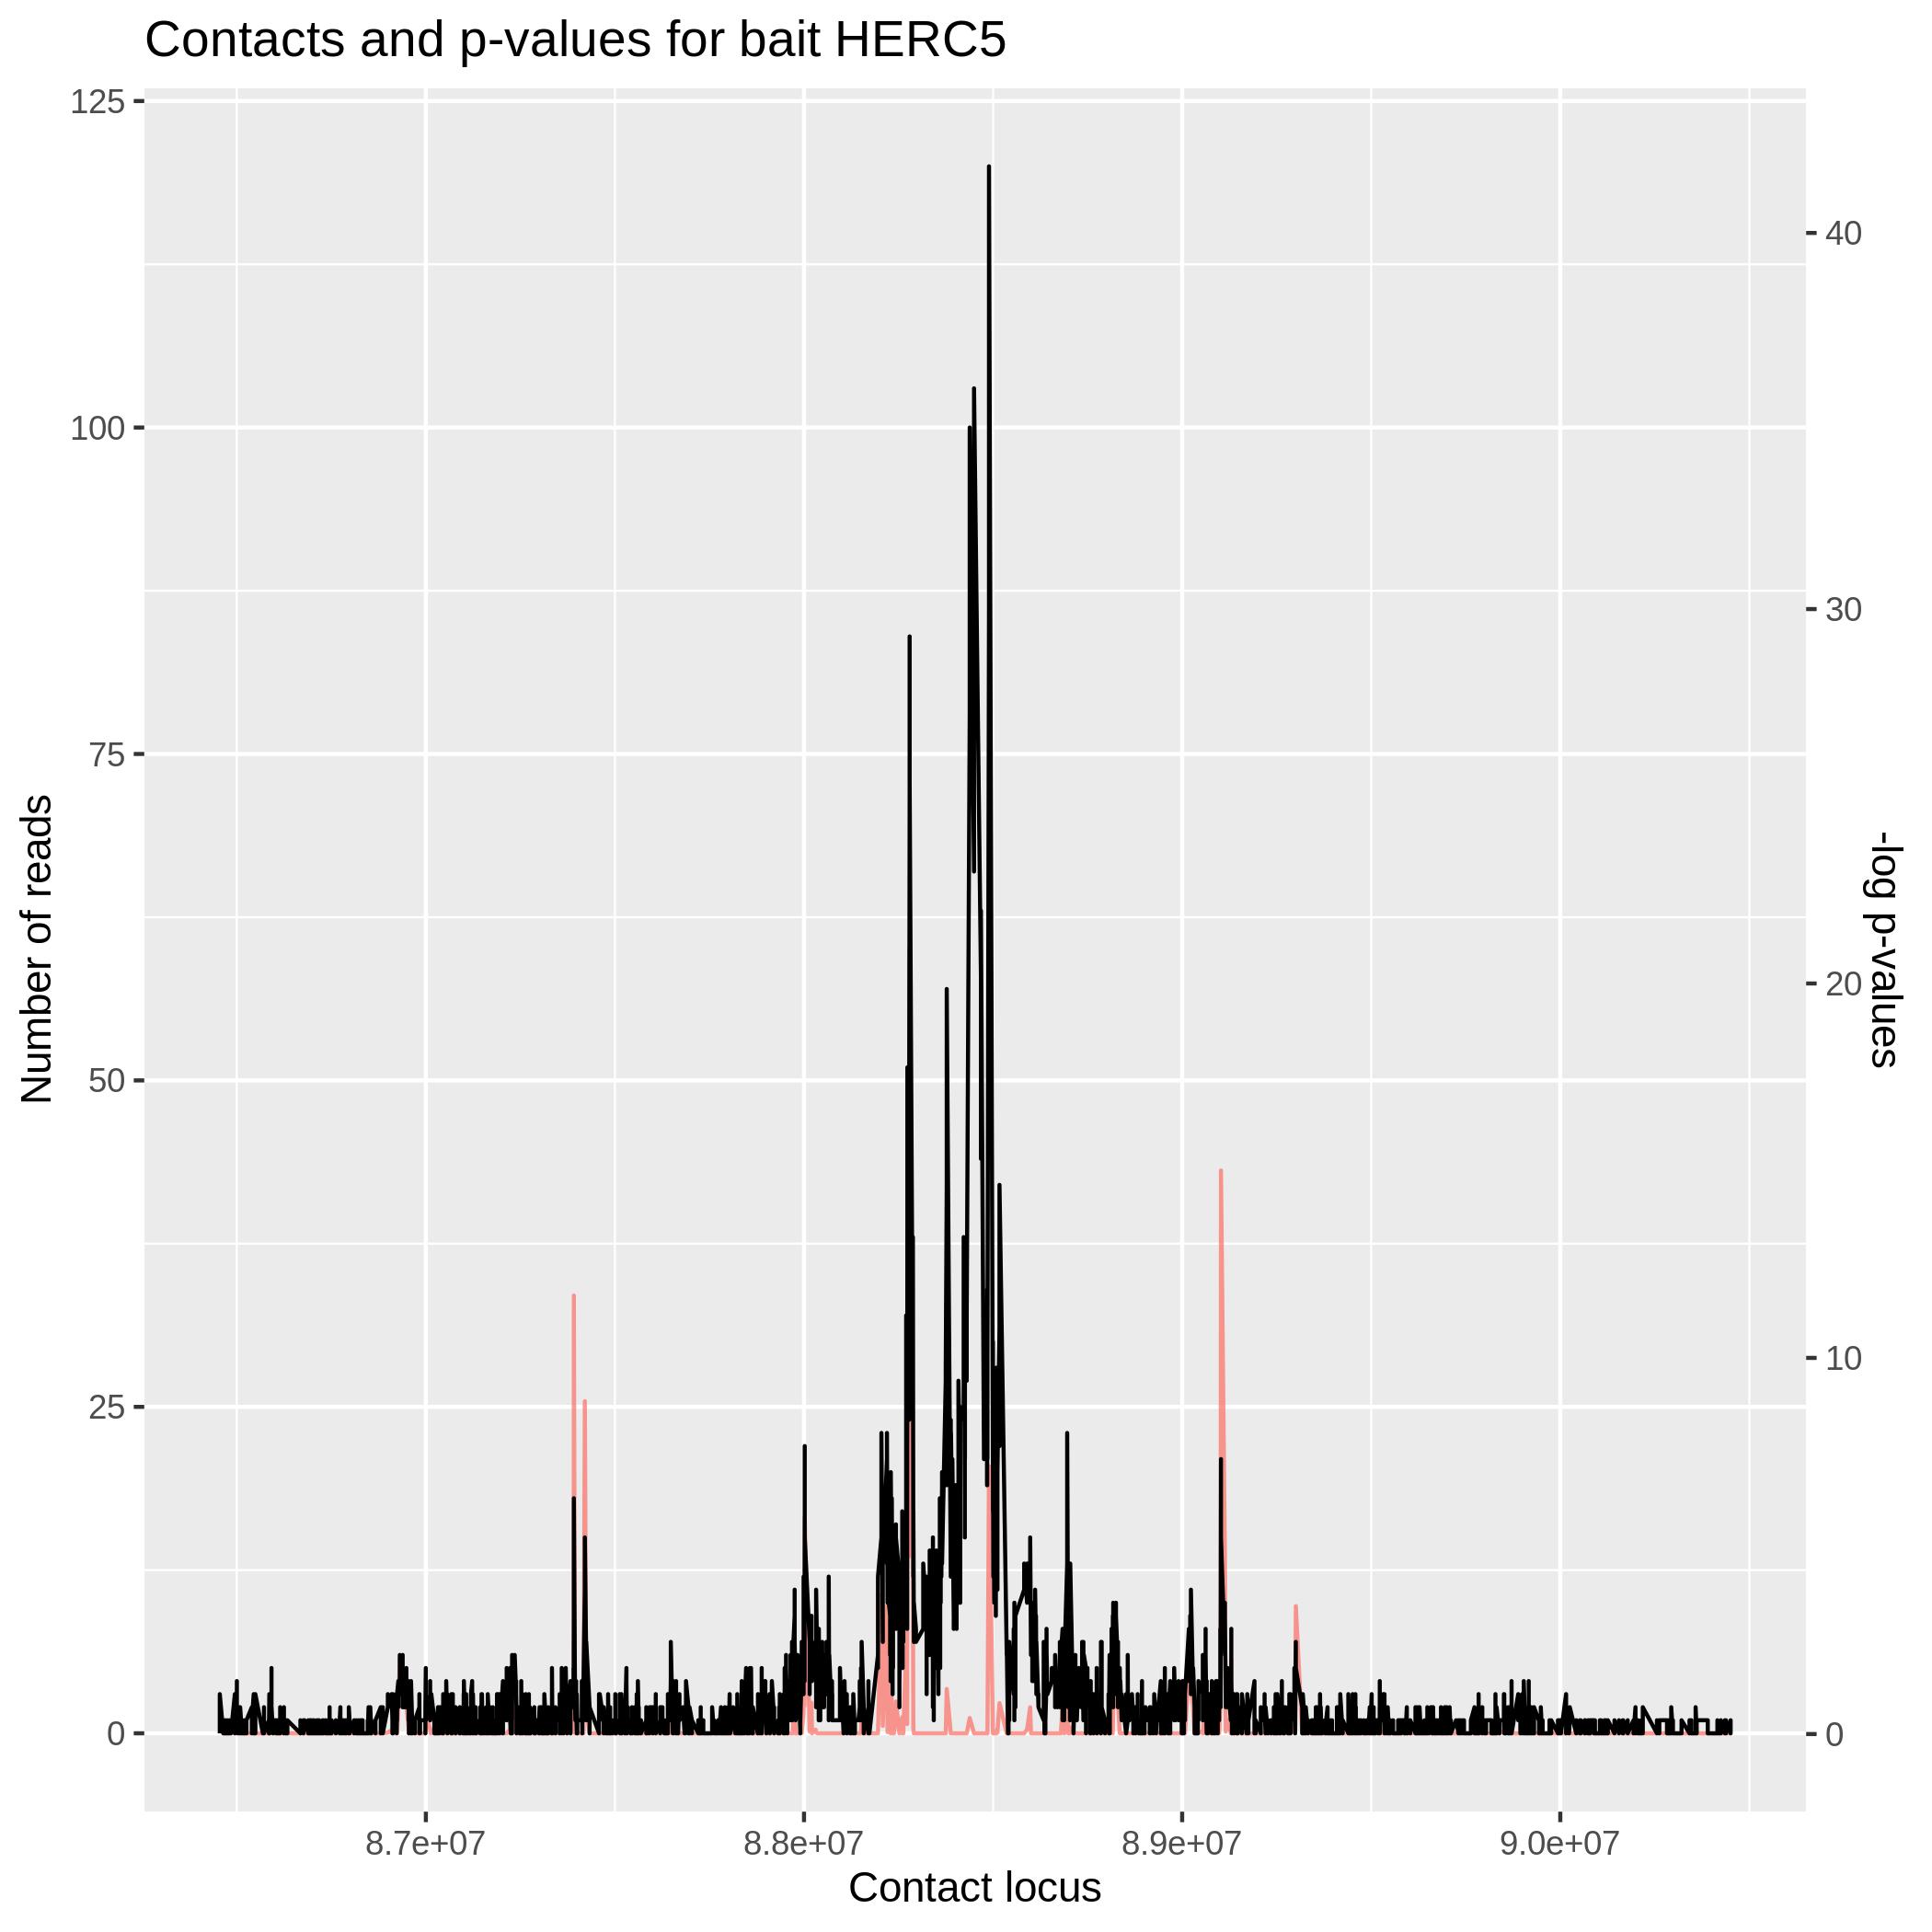 Contacts and p-values for bait HERC5
125
100
75
50
25
0
Number of reads
40
30
20
10
0
-log p-values
8.7e+07
8.8e+07
8.9e+07
9.0e+07
Contact locus